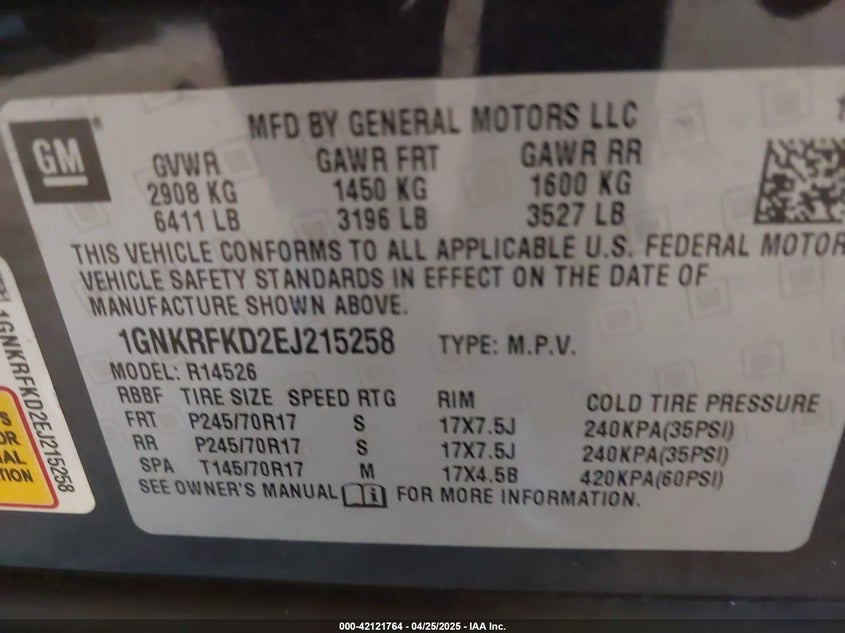 GM
MFD BY GENERAL MOTORS LLC
GVWR GAWR FRT GAWR RR
2908 KG 1450 KG 1600 KG
6411 LB 3196 LB 3527 LB
THIS VEHICLE CONFORMS TO ALL APPLICABLE U.S. FEDERAL MOTOR
VEHICLE SAFETY STANDARDS IN EFFECT ON THE DATE OF
MANUFACTURE SHOWN ABOVE.
1GNKRFKD2EJ215258 TYPE: M.P.V.
MODEL: R14526
RBBF TIRE SIZE SPEED RTG RIM COLD TIRE PRESSURE
FRT P245/70R17 S 17X7.5J 240KPA(35PSI)
RR P245/70R17 S 17X7.5J 240KPA(35PSI)
SPA T145/70R17 M 17X4.5B 420KPA(60PSI)
SEE OWNER'S MANUAL FOR MORE INFORMATION.
1GNKRFKD2EJ215258
000-42121764 - 04/25/2025 - IAA Inc.